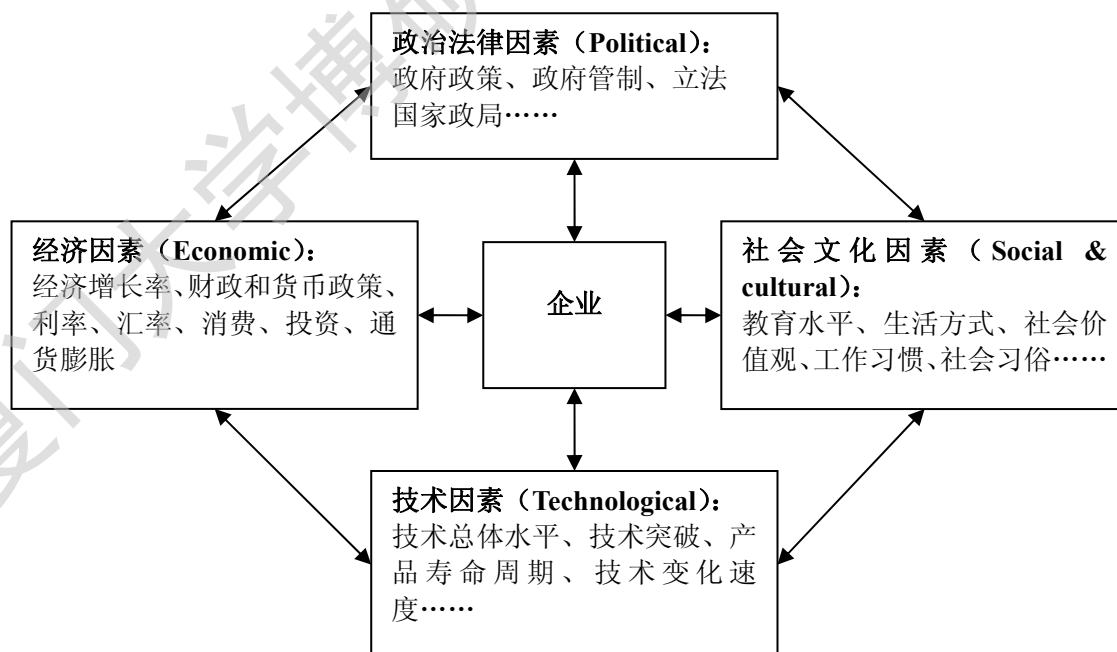 政治法律因素（Political）：
政府政策、政府管制、立法
国家政局……
经济因素（Economic）：
经济增长率、财政和货币政策、
利率、汇率、消费、投资、通
货膨胀
企业
社会文化因素（Social &
cultural）：
教育水平、生活方式、社会价
值观、工作习惯、社会习俗……
技术因素（Technological）：
技术总体水平、技术突破、产
品寿命周期、技术变化速
度……
厦门大学博